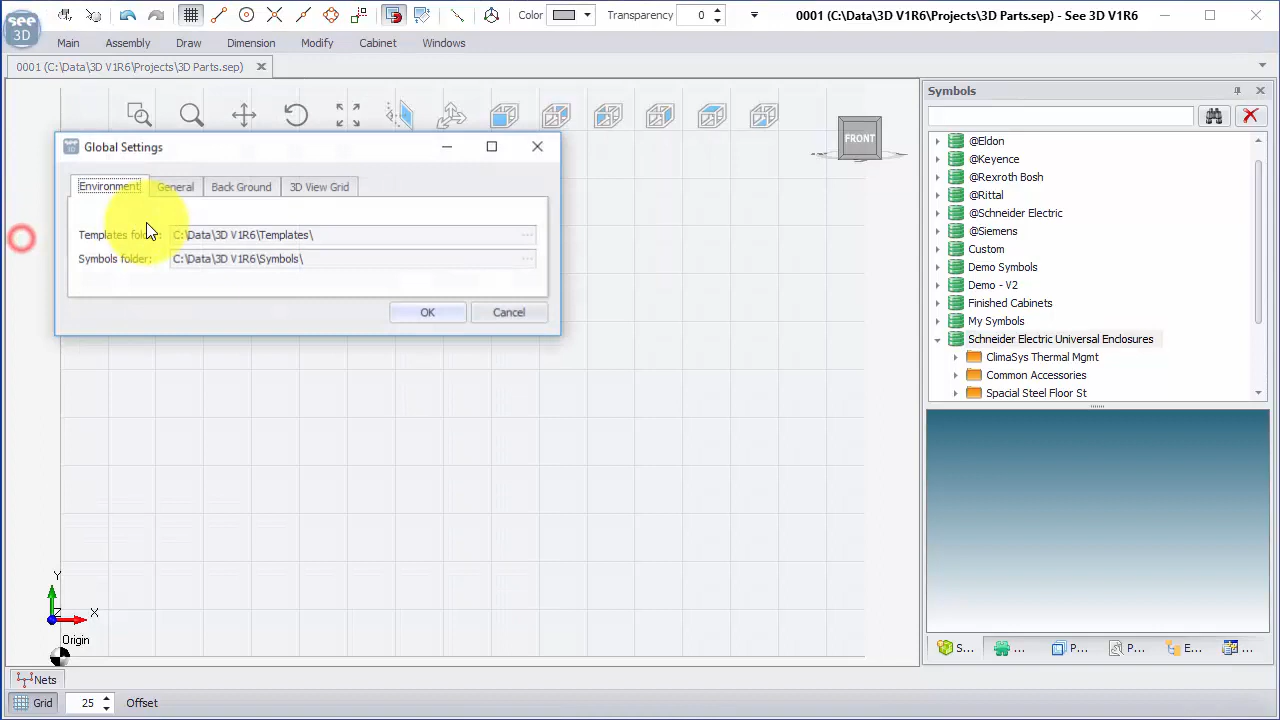 see
3D
Color
Transparency
0
0001 (C:\Data\3D V1R6\Projects\3D Parts.sep) - See 3D V1R6
Main
Assembly
Draw
Dimension
Modify
Cabinet
Windows
0001 (C:\Data\3D V1R6\Projects\3D Parts.sep)
Symbols
FRONT
Global Settings
Environment
General
Back Ground
3D View Grid
Templates folder:
C:\Data\3D V1R6\Templates\
...
Symbols folder:
C:\Data\3D V1R6\Symbols\
...
OK
Cancel
@Eldon
@Keyence
@Rexroth Bosh
@Rittal
@Schneider Electric
@Siemens
Custom
Demo Symbols
Demo - V2
Finished Cabinets
My Symbols
Schneider Electric Universal Enclosures
ClimaSys Thermal Mgmt
Common Accessories
Spacial Steel Floor St
Y
Z
X
Origin
S...
...
P...
P...
E...
...
Nets
Grid
25
Offset